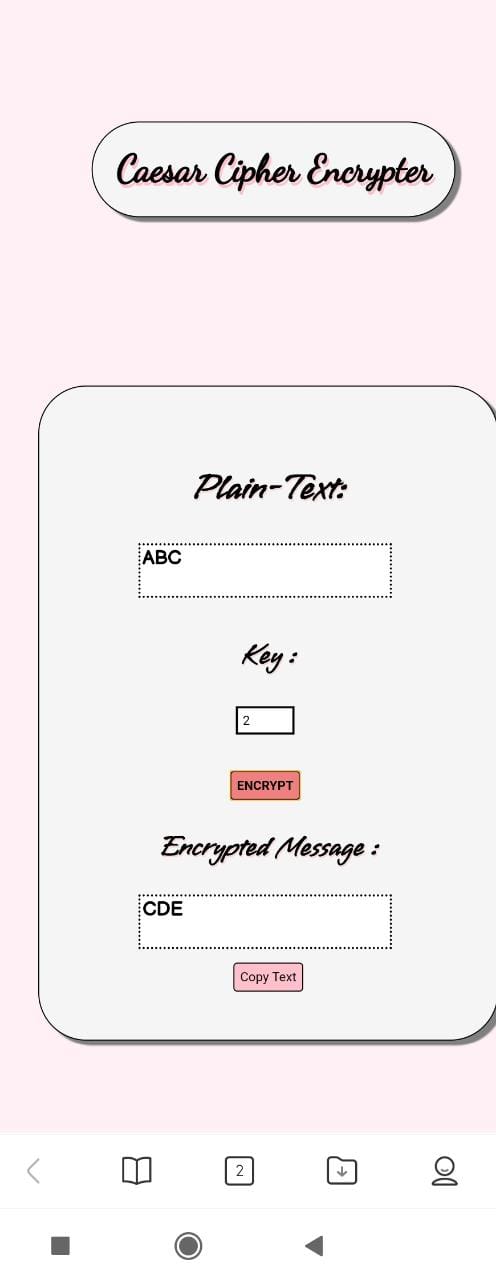 Caesar Cipher Encrypter
Plain-Text:
ABC
Key :
2
ENCRYPT
Encrypted Message :
CDE
Copy Text
2